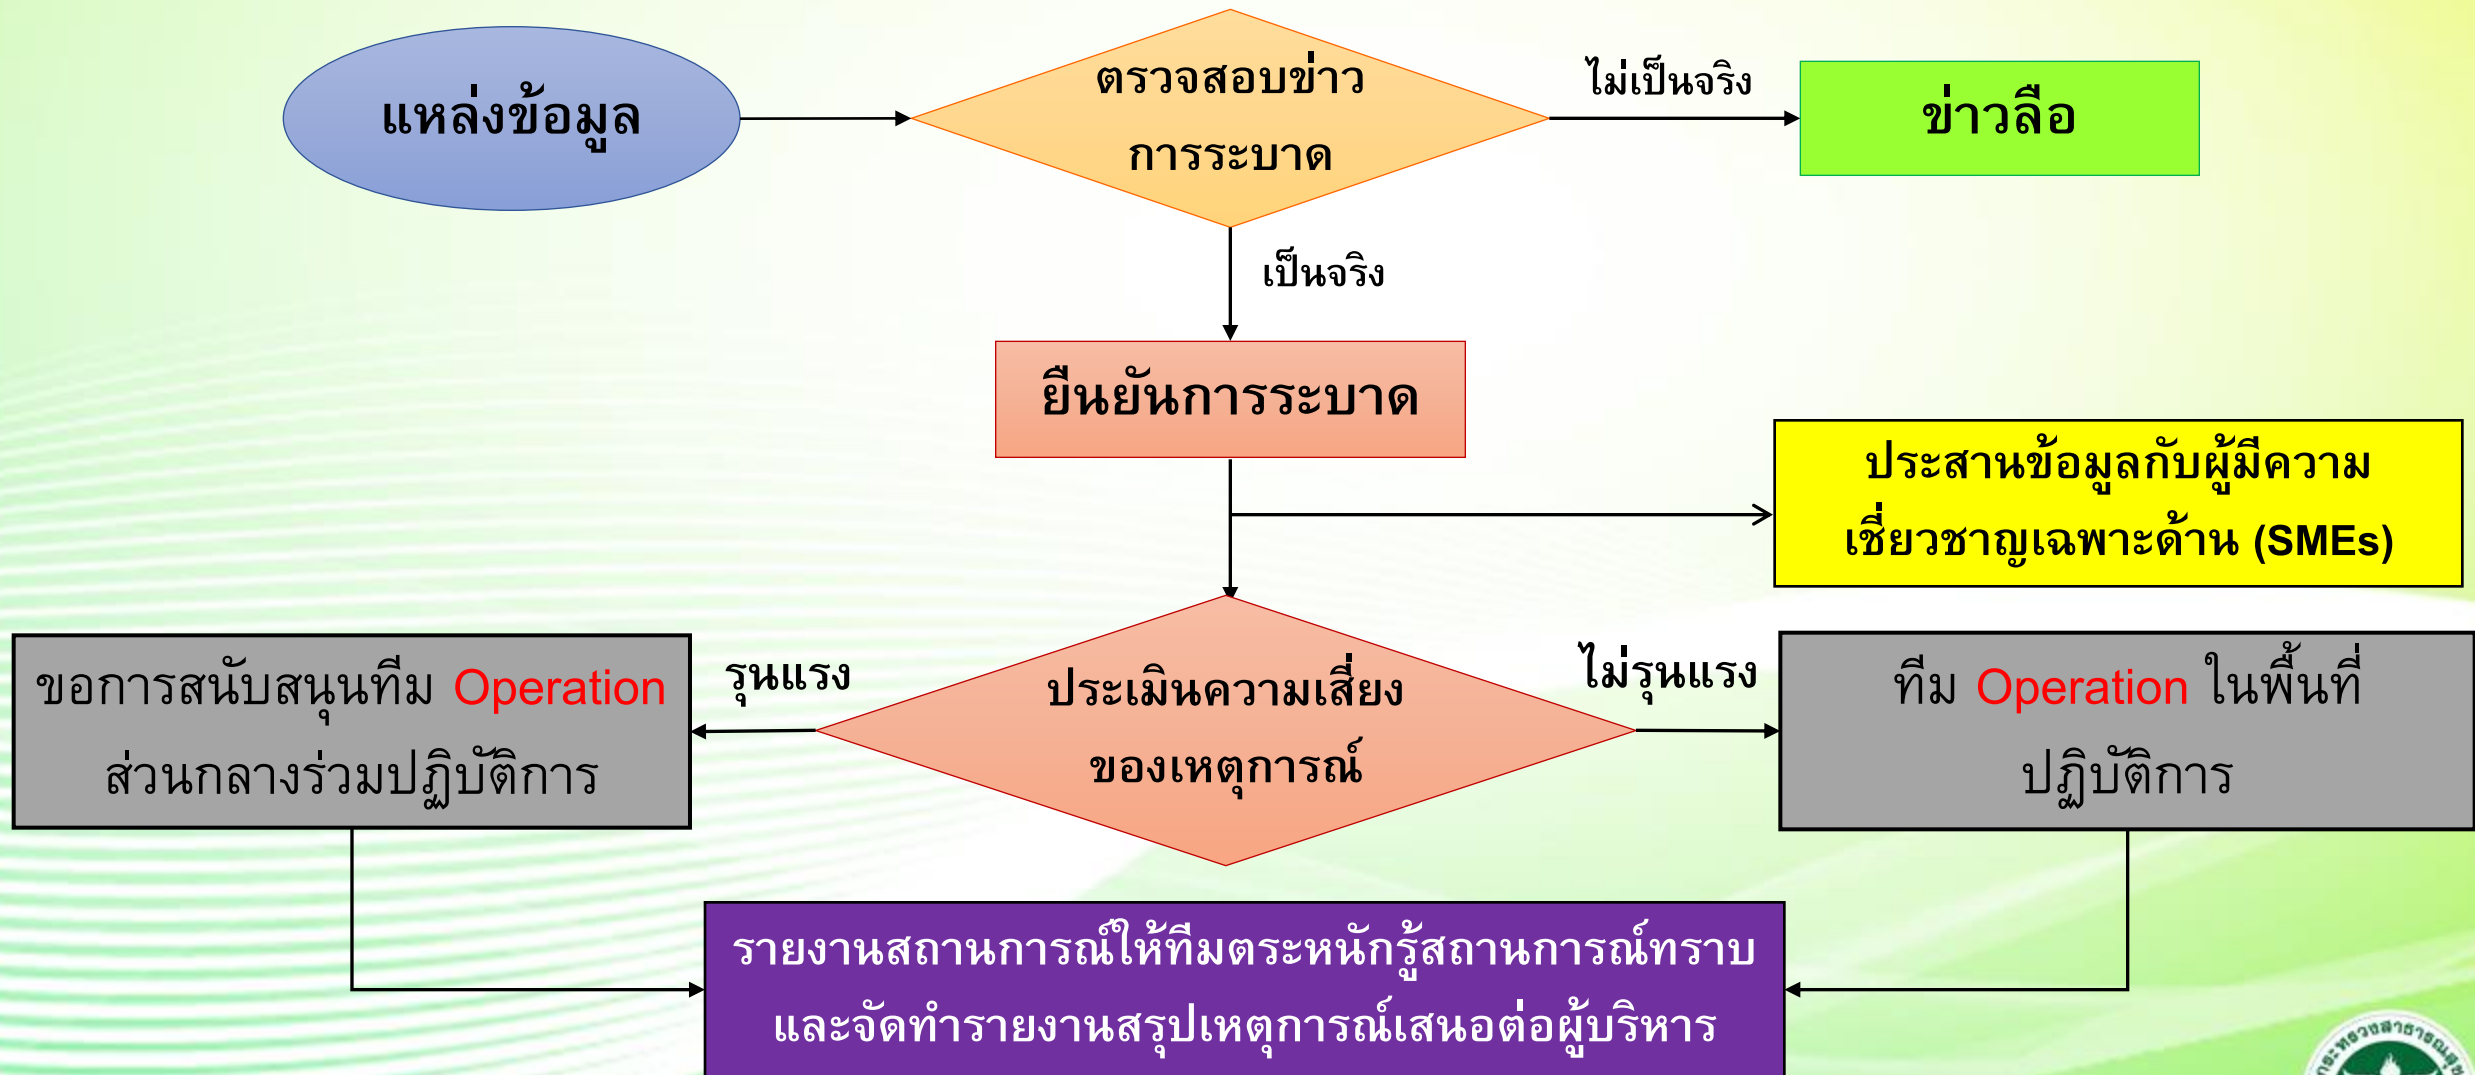 แหล่งข้อมูล
ตรวจสอบข่าว
การระบาด
ไม่เป็นจริง
ข่าวลือ
เป็นจริง
ยืนยันการระบาด
ประสานข้อมูลกับผู้มีความ
เชี่ยวชาญเฉพาะด้าน (SMEs)
ขอการสนับสนุนทีม Operation
ส่วนกลางร่วมปฏิบัติการ
รุนแรง
ประเมินความเสี่ยง
ของเหตุการณ์
ไม่รุนแรง
ทีม Operation ในพื้นที่
ปฏิบัติการ
รายงานสถานการณ์ให้ทีมตระหนักรู้สถานการณ์ทราบ
และจัดทำรายงานสรุปเหตุการณ์เสนอต่อผู้บริหาร